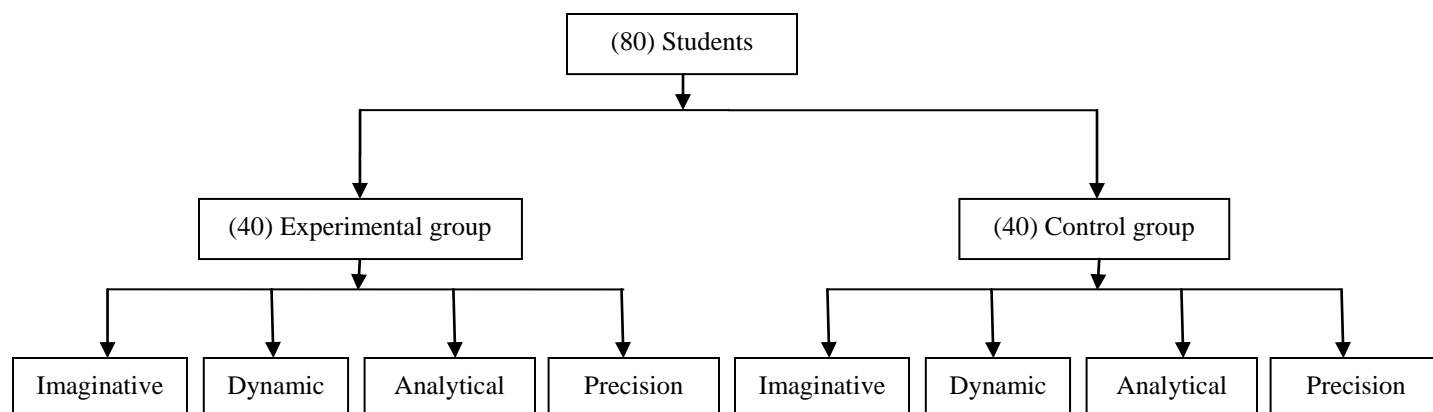 (80) Students
(40) Experimental group
(40) Control group
Imaginative
Dynamic
Analytical
Precision
Imaginative
Dynamic
Analytical
Precision